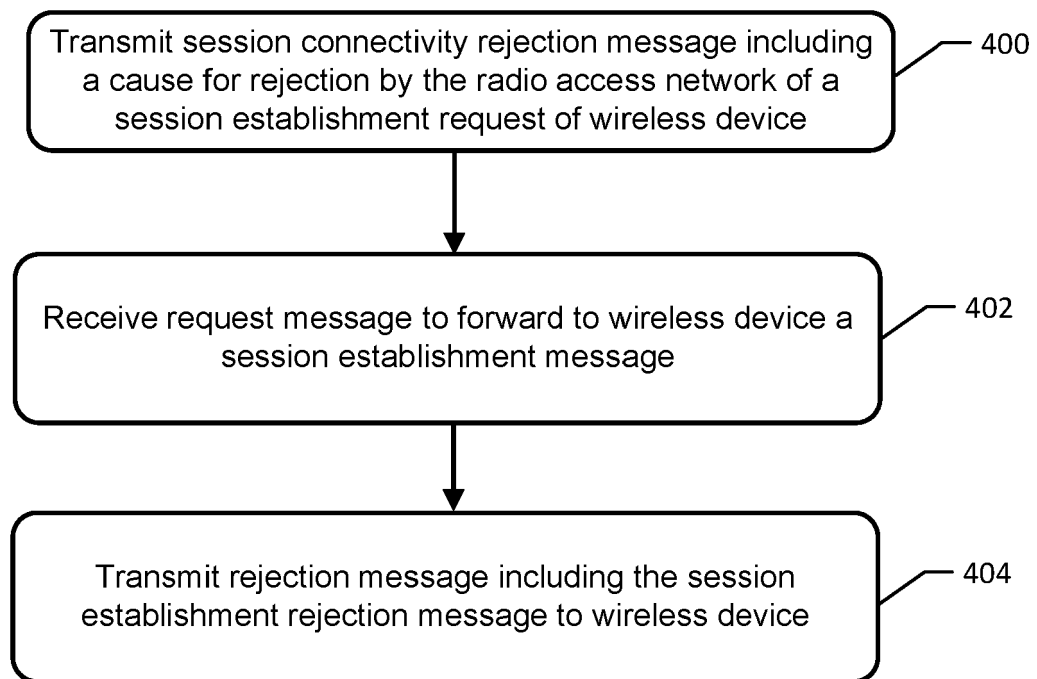 Transmit session connectivity rejection message including
a cause for rejection by the radio access network of a
session establishment request of wireless device
400
Receive request message to forward to wireless device a
session establishment message
402
Transmit rejection message including the session
establishment rejection message to wireless device
404